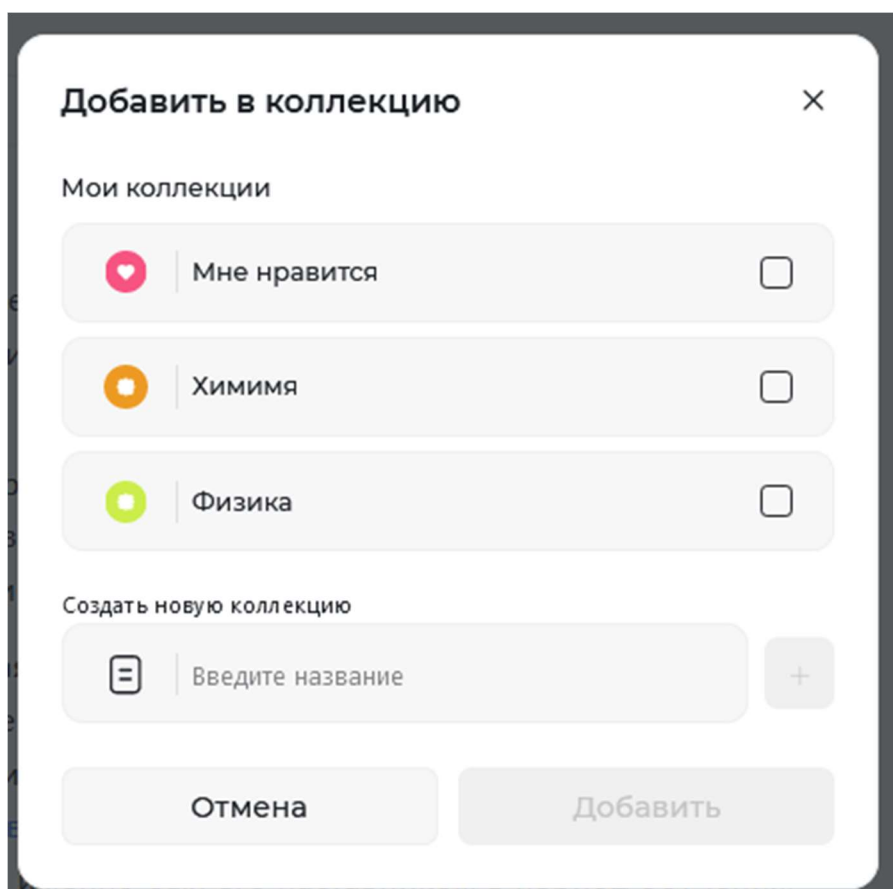 Добавить в коллекцию
Мои коллекции
Мне нравится
Химимя
Физика
Создать новую коллекцию
Введите название
+
Отмена
Добавить